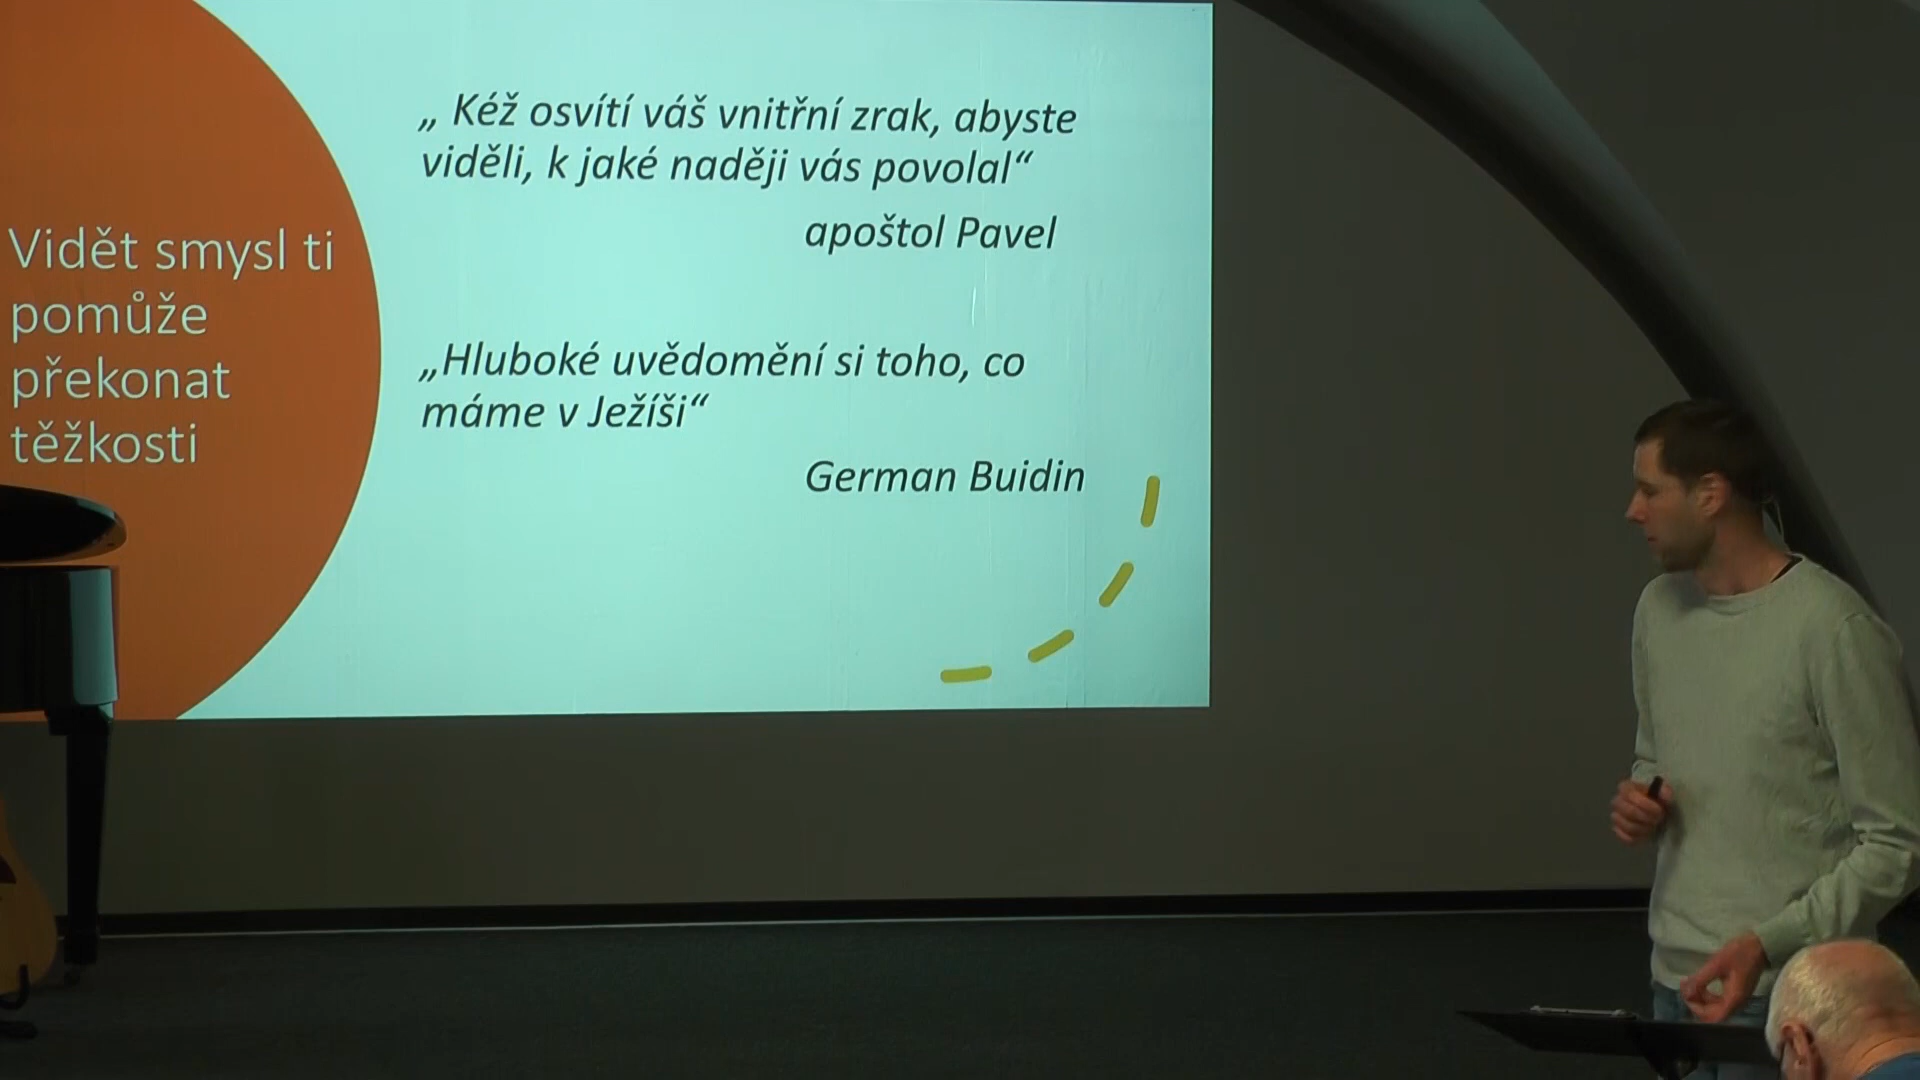 Vidět smysl ti
pomůže
překonat
těžkosti
„ Kéž osvítí váš vnitřní zrak, abyste
viděli, k jaké naději vás povolal“
apoštol Pavel
„Hluboké uvědomění si toho, co
máme v Ježíši“
German Buidin